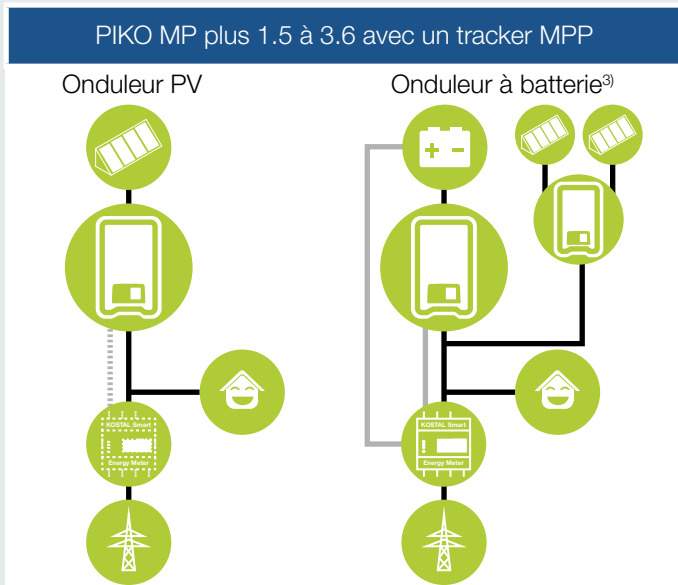 PIKO MP plus 1.5 à 3.6 avec un tracker MPP
Onduleur PV
Onduleur à batterie³⁾
KOSTAL Smart
Energy Meter
KOSTAL Smart
Energy Meter